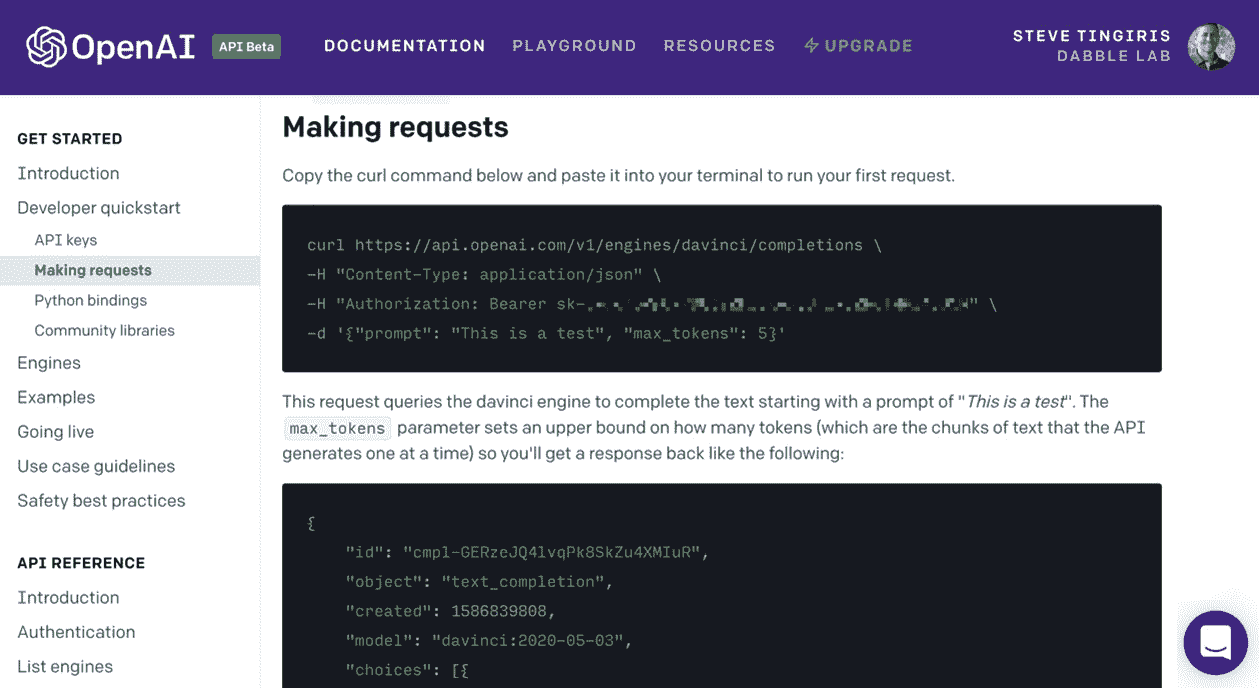 OpenAI API Beta DOCUMENTATION PLAYGROUND RESOURCES UPGRADE STEVE TINGIRIS
DABBLE LAB
GET STARTED
Introduction
Developer quickstart
API keys
Making requests
Python bindings
Community libraries
Engines
Examples
Going live
Use case guidelines
Safety best practices
API REFERENCE
Introduction
Authentication
List engines
Making requests
Copy the curl command below and paste it into your terminal to run your first request.
curl https://api.openai.com/v1/engines/davinci/completions \
-H "Content-Type: application/json" \
-H "Authorization: Bearer sk-" \
-d '{"prompt": "This is a test", "max_tokens": 5}'
This request queries the davinci engine to complete the text starting with a prompt of "This is a test". The
max_tokens parameter sets an upper bound on how many tokens (which are the chunks of text that the API
generates one at a time) so you'll get a response back like the following:
{
"id": "cmpl-GERzeJQ4lvqPk8SkZu4XMIuR",
"object": "text_completion",
"created": 1586839808,
"model": "davinci:2020-05-03",
"choices": [{